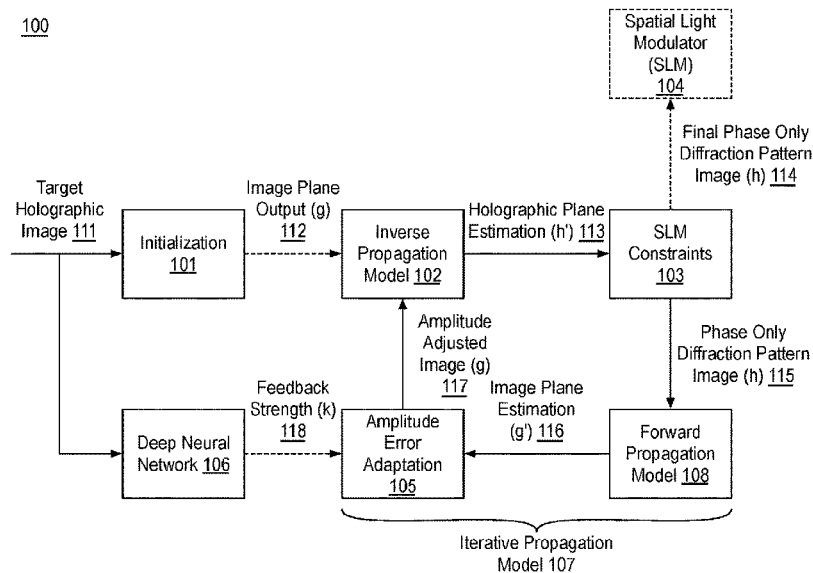 100
Spatial Light
Modulator
(SLM)
104
Final Phase Only
Diffraction Pattern
Image (h) 114
Target
Holographic
Image 111
Initialization
101
Image Plane
Output (g)
112
Inverse
Propagation
Model 102
Holographic Plane
Estimation (h') 113
SLM
Constraints
103
Amplitude
Adjusted
Image (g)
117
Phase Only
Diffraction Pattern
Image (h) 115
Deep Neural
Network 106
Feedback
Strength (k)
118
Amplitude
Error
Adaptation
105
Image Plane
Estimation
(g') 116
Forward
Propagation
Model 108
Iterative Propagation
Model 107